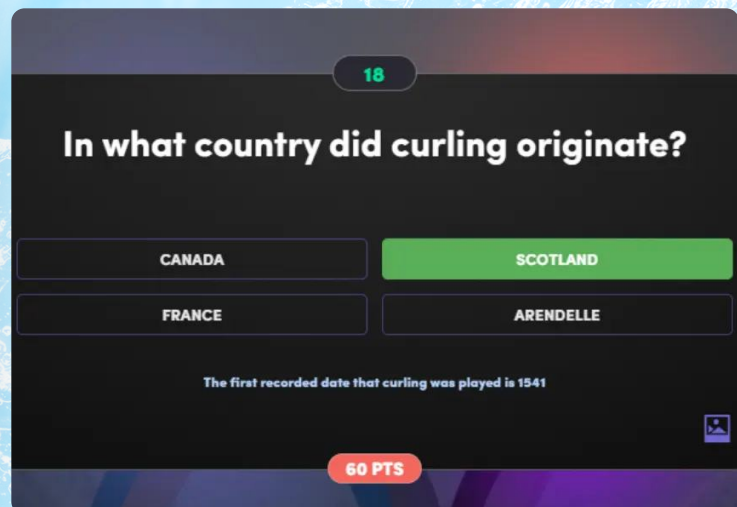 18
In what country did curling originate?
CANADA
SCOTLAND
FRANCE
ARENDELLE
The first recorded date that curling was played is 1541
60 PTS